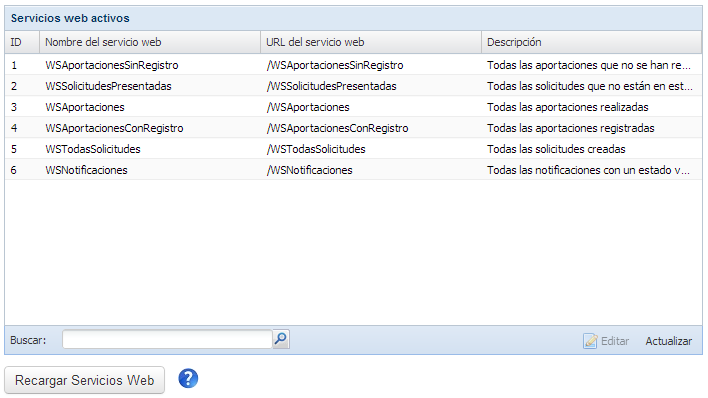 Servicios web activos
ID Nombre del servicio web URL del servicio web Descripción
1 WSAportacionesSinRegistro /WSAportacionesSinRegistro Todas las aportaciones que no se han re...
2 WSSolicitudesPresentadas /WSSolicitudesPresentadas Todas las solicitudes que no están en est...
3 WSAportaciones /WSAportaciones Todas las aportaciones realizadas
4 WSAportacionesConRegistro /WSAportacionesConRegistro Todas las aportaciones registradas
5 WSTodasSolicitudes /WSTodasSolicitudes Todas las solicitudes creadas
6 WSNotificaciones /WSNotificaciones Todas las notificaciones con un estado v...
Buscar: Editar Actualizar
Recargar Servicios Web ?